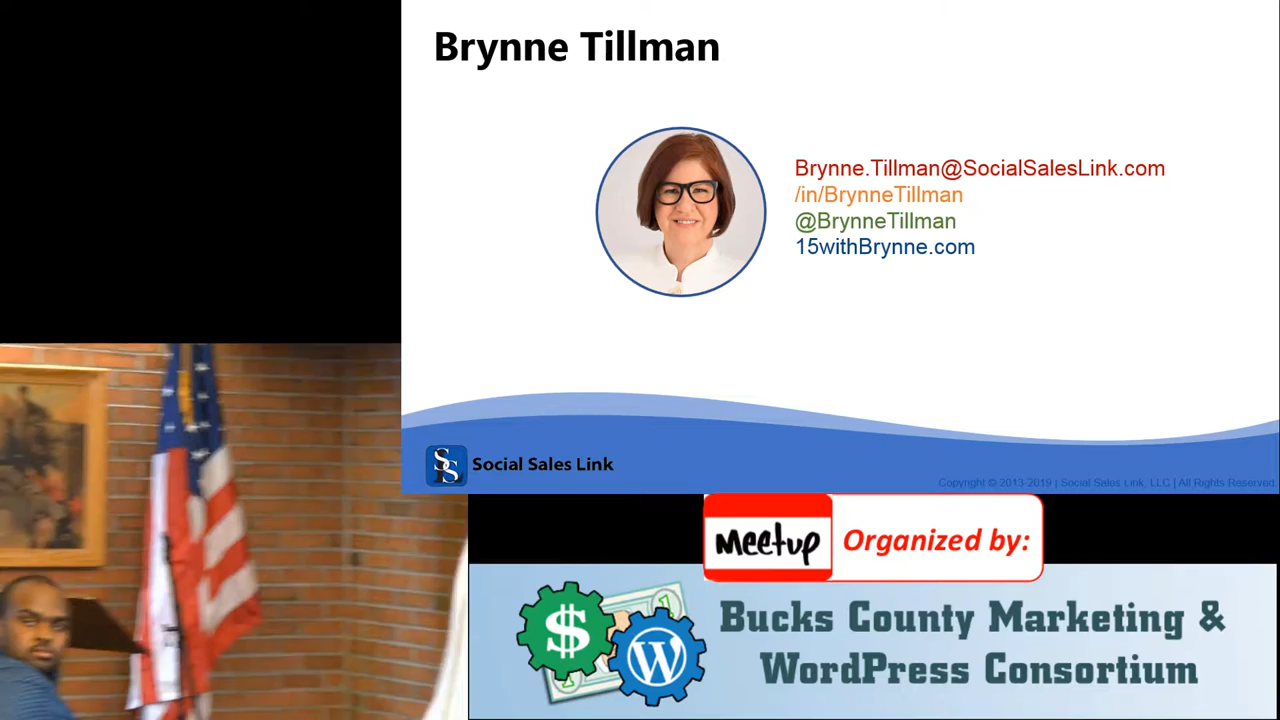 Brynne Tillman
Brynne.Tillman@SocialSalesLink.com
/in/BrynneTillman
@BrynneTillman
15withBrynne.com
Social Sales Link
Copyright © 2013-2019 | Social Sales Link, LLC | All Rights Reserved
Meetup
Organized by:
Bucks County Marketing &
WordPress Consortium